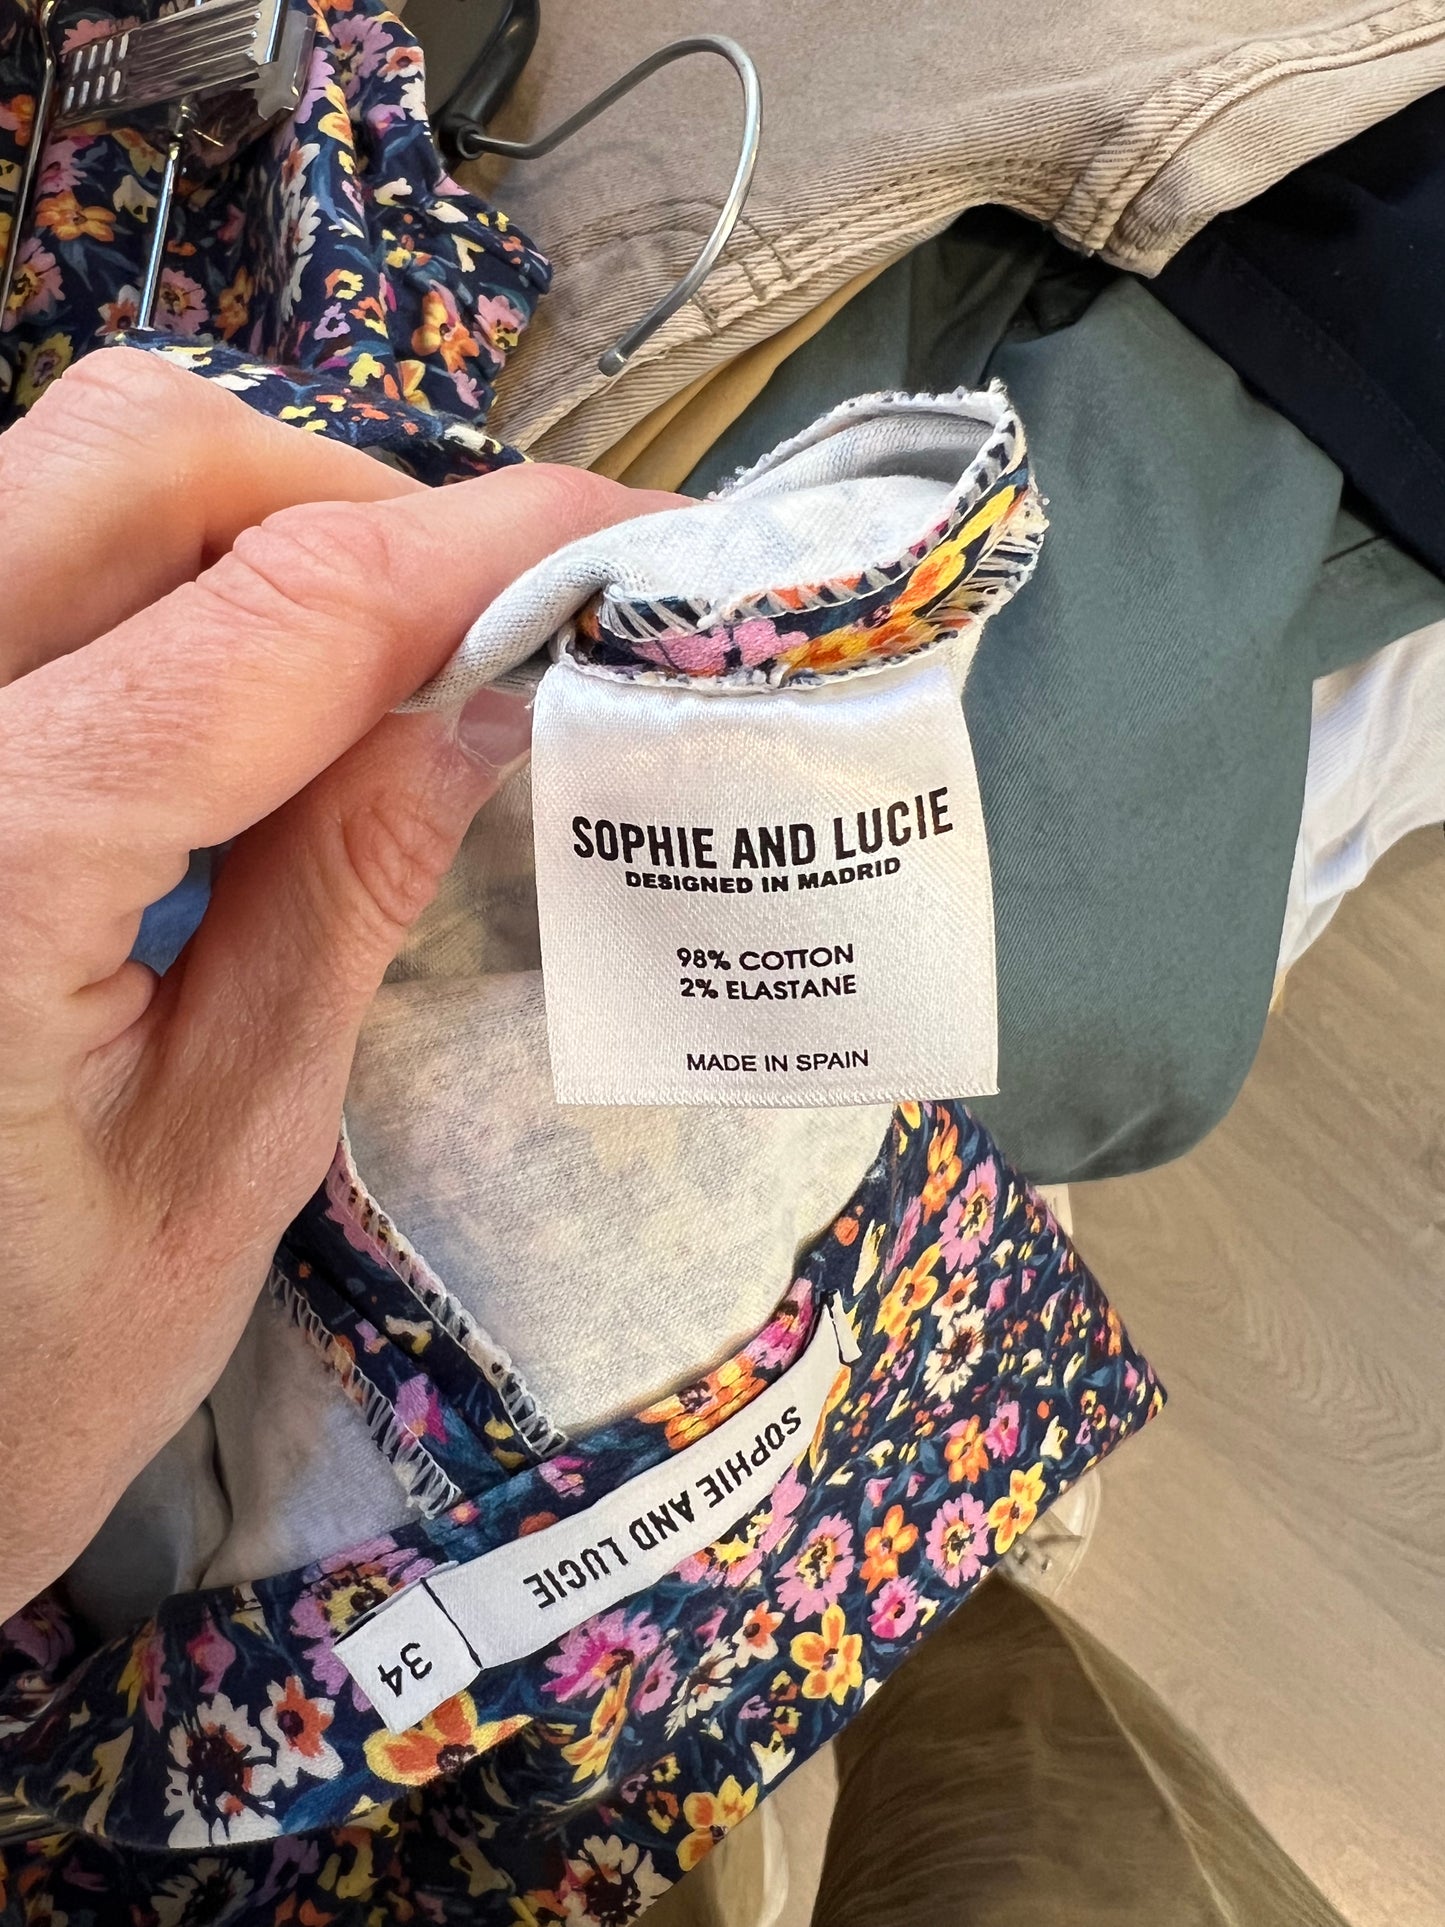 SOPHIE AND LUCIE
DESIGNED IN MADRID
98% COTTON
2% ELASTANE
MADE IN SPAIN
SOPHIE AND LUCIE
34